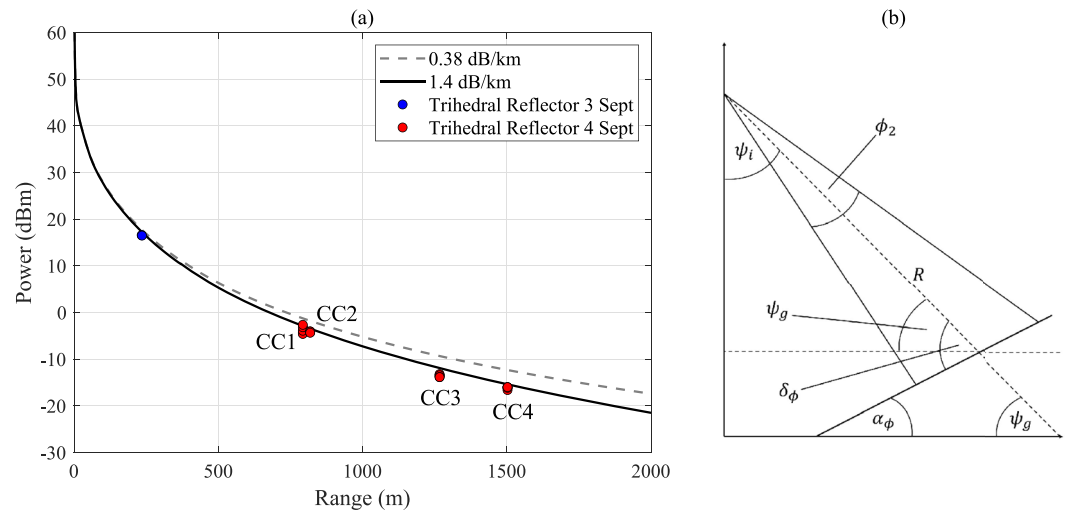 (a)
60
50
40
30
20
10
0
-10
-20
-30
Power (dBm)
0
500
1000
1500
2000
Range (m)
0.38 dB/km
1.4 dB/km
Trihedral Reflector 3 Sept
Trihedral Reflector 4 Sept
CC1
CC2
CC3
CC4
(b)
ψi
ϕ2
R
ψg
δϕ
αϕ
ψg